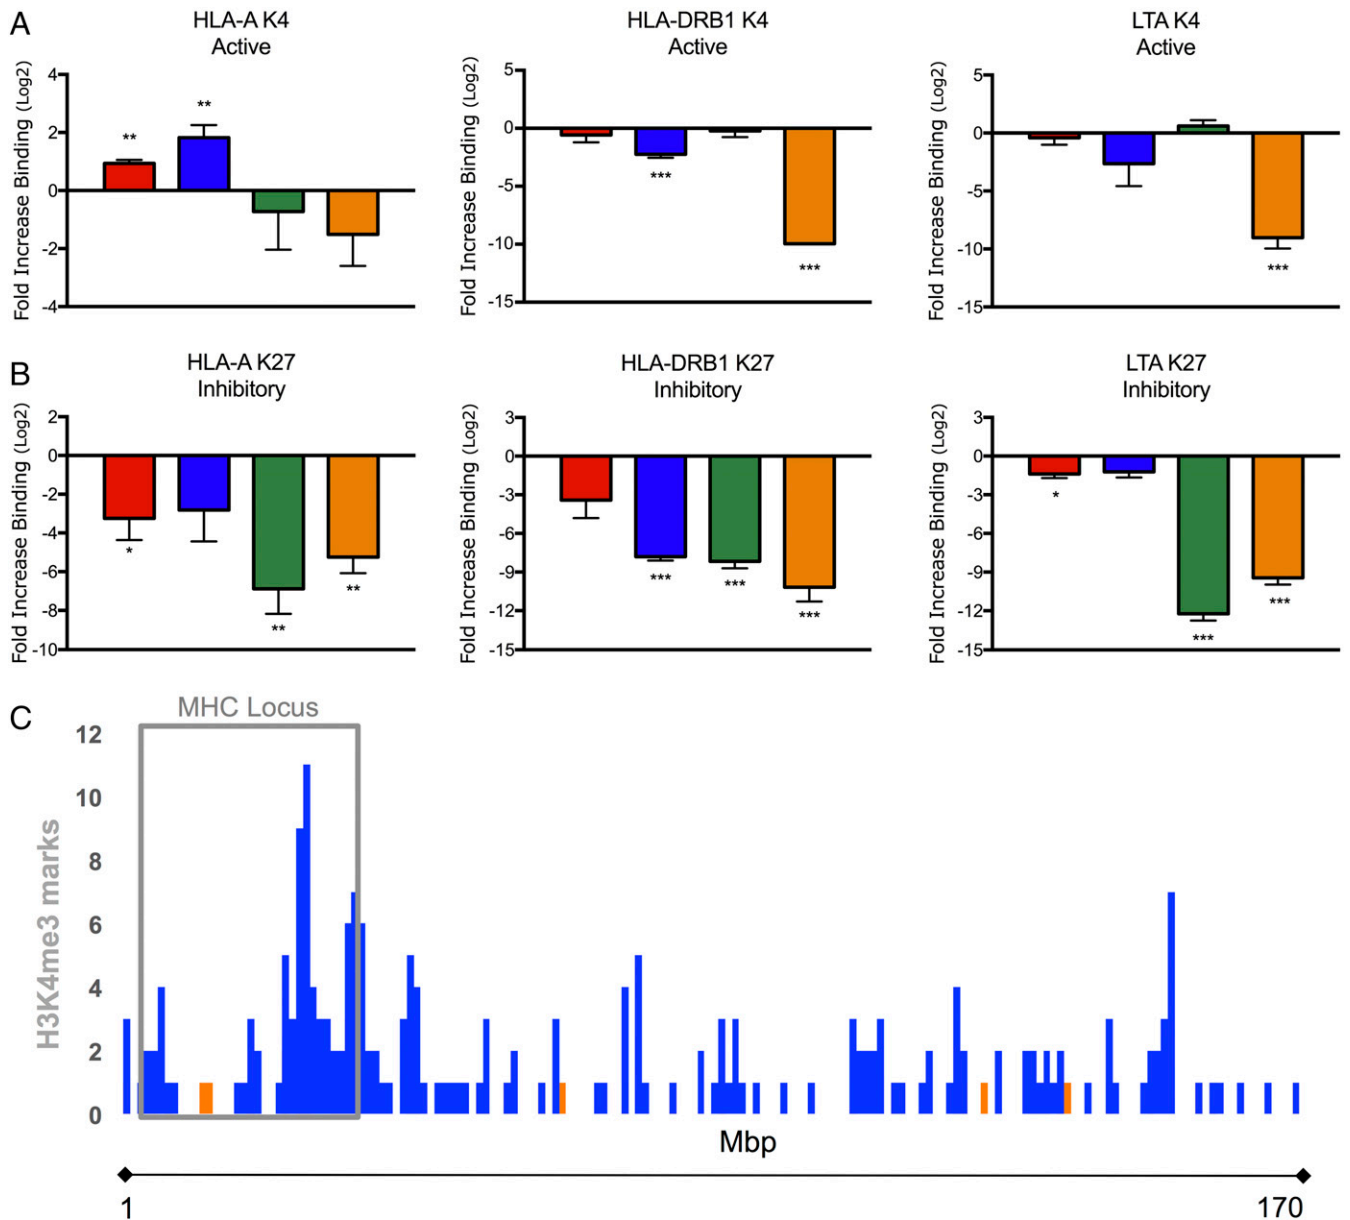 A
HLA-A K4
Active
Fold Increase Binding (Log2)
4
2
0
-2
-4
**
**
HLA-DRB1 K4
Active
Fold Increase Binding (Log2)
5
0
-5
-10
-15
***
***
LTA K4
Active
Fold Increase Binding (Log2)
5
0
-5
-10
-15
***
B
HLA-A K27
Inhibitory
Fold Increase Binding (Log2)
2
0
-2
-4
-6
-8
-10
*
**
**
HLA-DRB1 K27
Inhibitory
Fold Increase Binding (Log2)
3
0
-3
-6
-9
-12
-15
***
***
***
LTA K27
Inhibitory
Fold Increase Binding (Log2)
3
0
-3
-6
-9
-12
-15
*
***
***
C
MHC Locus
H3K4me3 marks
12
10
8
6
4
2
0
Mbp
1
170